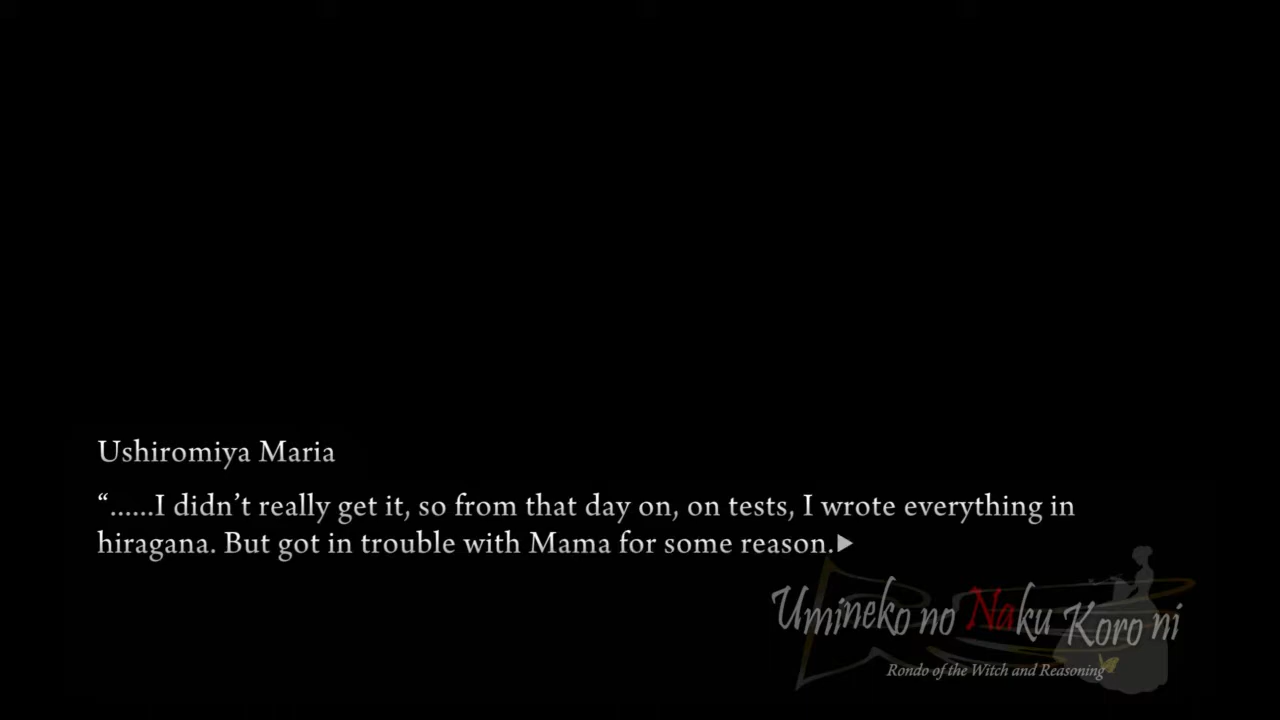 Ushiromiya Maria
“......I didn’t really get it, so from that day on, on tests, I wrote everything in
hiragana. But got in trouble with Mama for some reason.
Umineko no Naku Koro ni
Rondo of the Witch and Reasoning